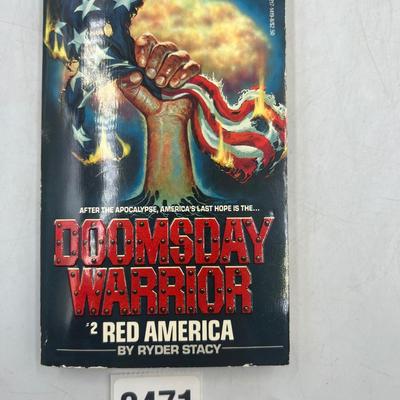 AFTER THE APOCALYPSE, AMERICA'S LAST HOPE IS THE...
DOOMSDAY
WARRIOR
#2 RED AMERICA
BY RYDER STACY